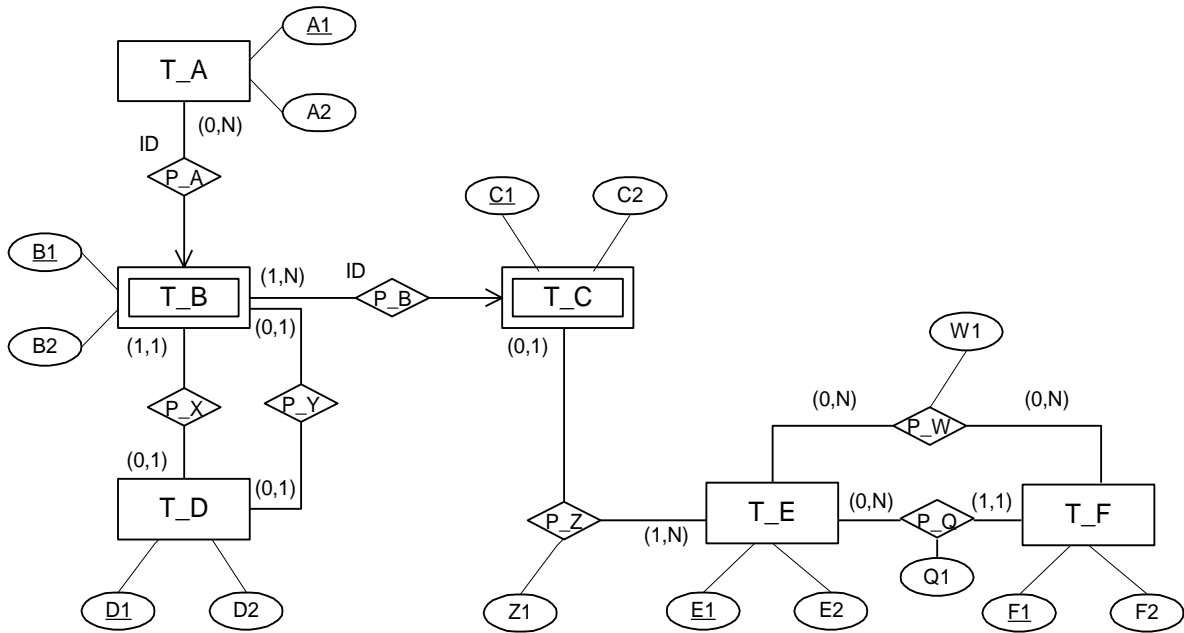 A1
T_A
A2
(0,N)
ID
P_A
C1
C2
B1
(1,N)
ID
T_B
P_B
T_C
(0,1)
B2
(1,1)
(0,1)
W1
P_X
P_Y
(0,N)
(0,N)
P_W
(0,1)
(0,1)
T_D
(0,N)
(1,1)
T_E
T_F
P_Z
P_Q
(1,N)
Q1
D1
D2
Z1
E1
E2
F1
F2